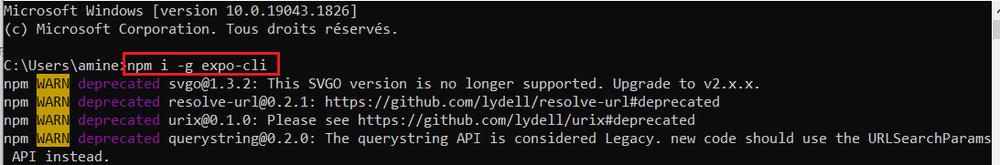 Microsoft Windows [version 10.0.19043.1826]
(c) Microsoft Corporation. Tous droits réservés.
C:\Users\amine>npm i -g expo-cli
npm WARN deprecated svgo@1.3.2: This SVGO version is no longer supported. Upgrade to v2.x.x.
npm WARN deprecated resolve-url@0.2.1: https://github.com/lydell/resolve-url#deprecated
npm WARN deprecated urix@0.1.0: Please see https://github.com/lydell/urix#deprecated
npm WARN deprecated querystring@0.2.0: The querystring API is considered Legacy. new code should use the URLSearchParams
API instead.